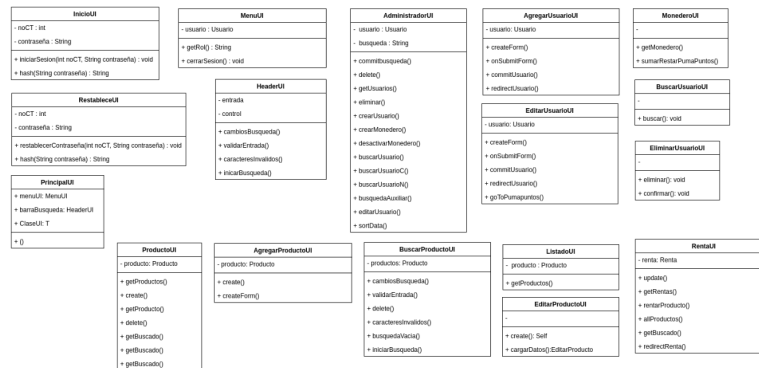 InicioUI
- noCT : int
- contraseña : String
+ iniciarSesion(int noCT, String contraseña) : void
+ hash(String contraseña) : String
MenuUI
- usuario : Usuario
+ getRol() : String
+ cerrarSesion() : void
AdministradorUI
- usuario : Usuario
- busqueda : String
+ commitbusqueda()
+ delete()
+ getUsuarios()
+ eliminar()
+ crearUsuario()
+ crearMonedero()
+ desactivarMonedero()
+ buscarUsuario()
+ buscarUsuarioC()
+ buscarUsuarioN()
+ busquedaAuxiliar()
+ editarUsuario()
+ sortData()
AgregarUsuarioUI
- usuario: Usuario
+ createForm()
+ onSubmitForm()
+ commitUsuario()
+ redirectUsuario()
MonederoUI
-
+ getMonedero()
+ sumarRestarPumaPuntos()
RestableceUI
- noCT : int
- contraseña : String
+ restablecerContraseña(int noCT, String contraseña) : void
+ hash(String contraseña) : String
HeaderUI
- entrada
- control
+ cambiosBusqueda()
+ validarEntrada()
+ caracteresInvalidos()
+ inicarBusqueda()
EditarUsuarioUI
- usuario: Usuario
+ createForm()
+ onSubmitForm()
+ commitUsuario()
+ redirectUsuario()
+ goToPumapuntos()
BuscarUsuarioUI
-
+ buscar(): void
EliminarUsuarioUI
-
+ eliminar(): void
+ confirmar(): void
PrincipalUI
+ menuUI: MenuUI
+ barraBusqueda: HeaderUI
+ ClaseUI: T
+ ()
ProductoUI
- producto: Producto
+ getProductos()
+ create()
+ getProducto()
+ delete()
+ getBuscado()
+ getBuscado()
+ getBuscado()
AgregarProductoUI
- producto: Producto
+ create()
+ createForm()
BuscarProductoUI
- productos: Producto
+ cambiosBusqueda()
+ validarEntrada()
+ delete()
+ caracteresInvalidos()
+ busquedaVacia()
+ iniciarBusqueda()
ListadoUI
- producto : Producto
+ getProductos()
EditarProductoUI
-
+ create(): Self
+ cargarDatos():EditarProducto
RentaUI
- renta: Renta
+ update()
+ getRentas()
+ rentarProducto()
+ allProductos()
+ getBuscado()
+ redirectRenta()